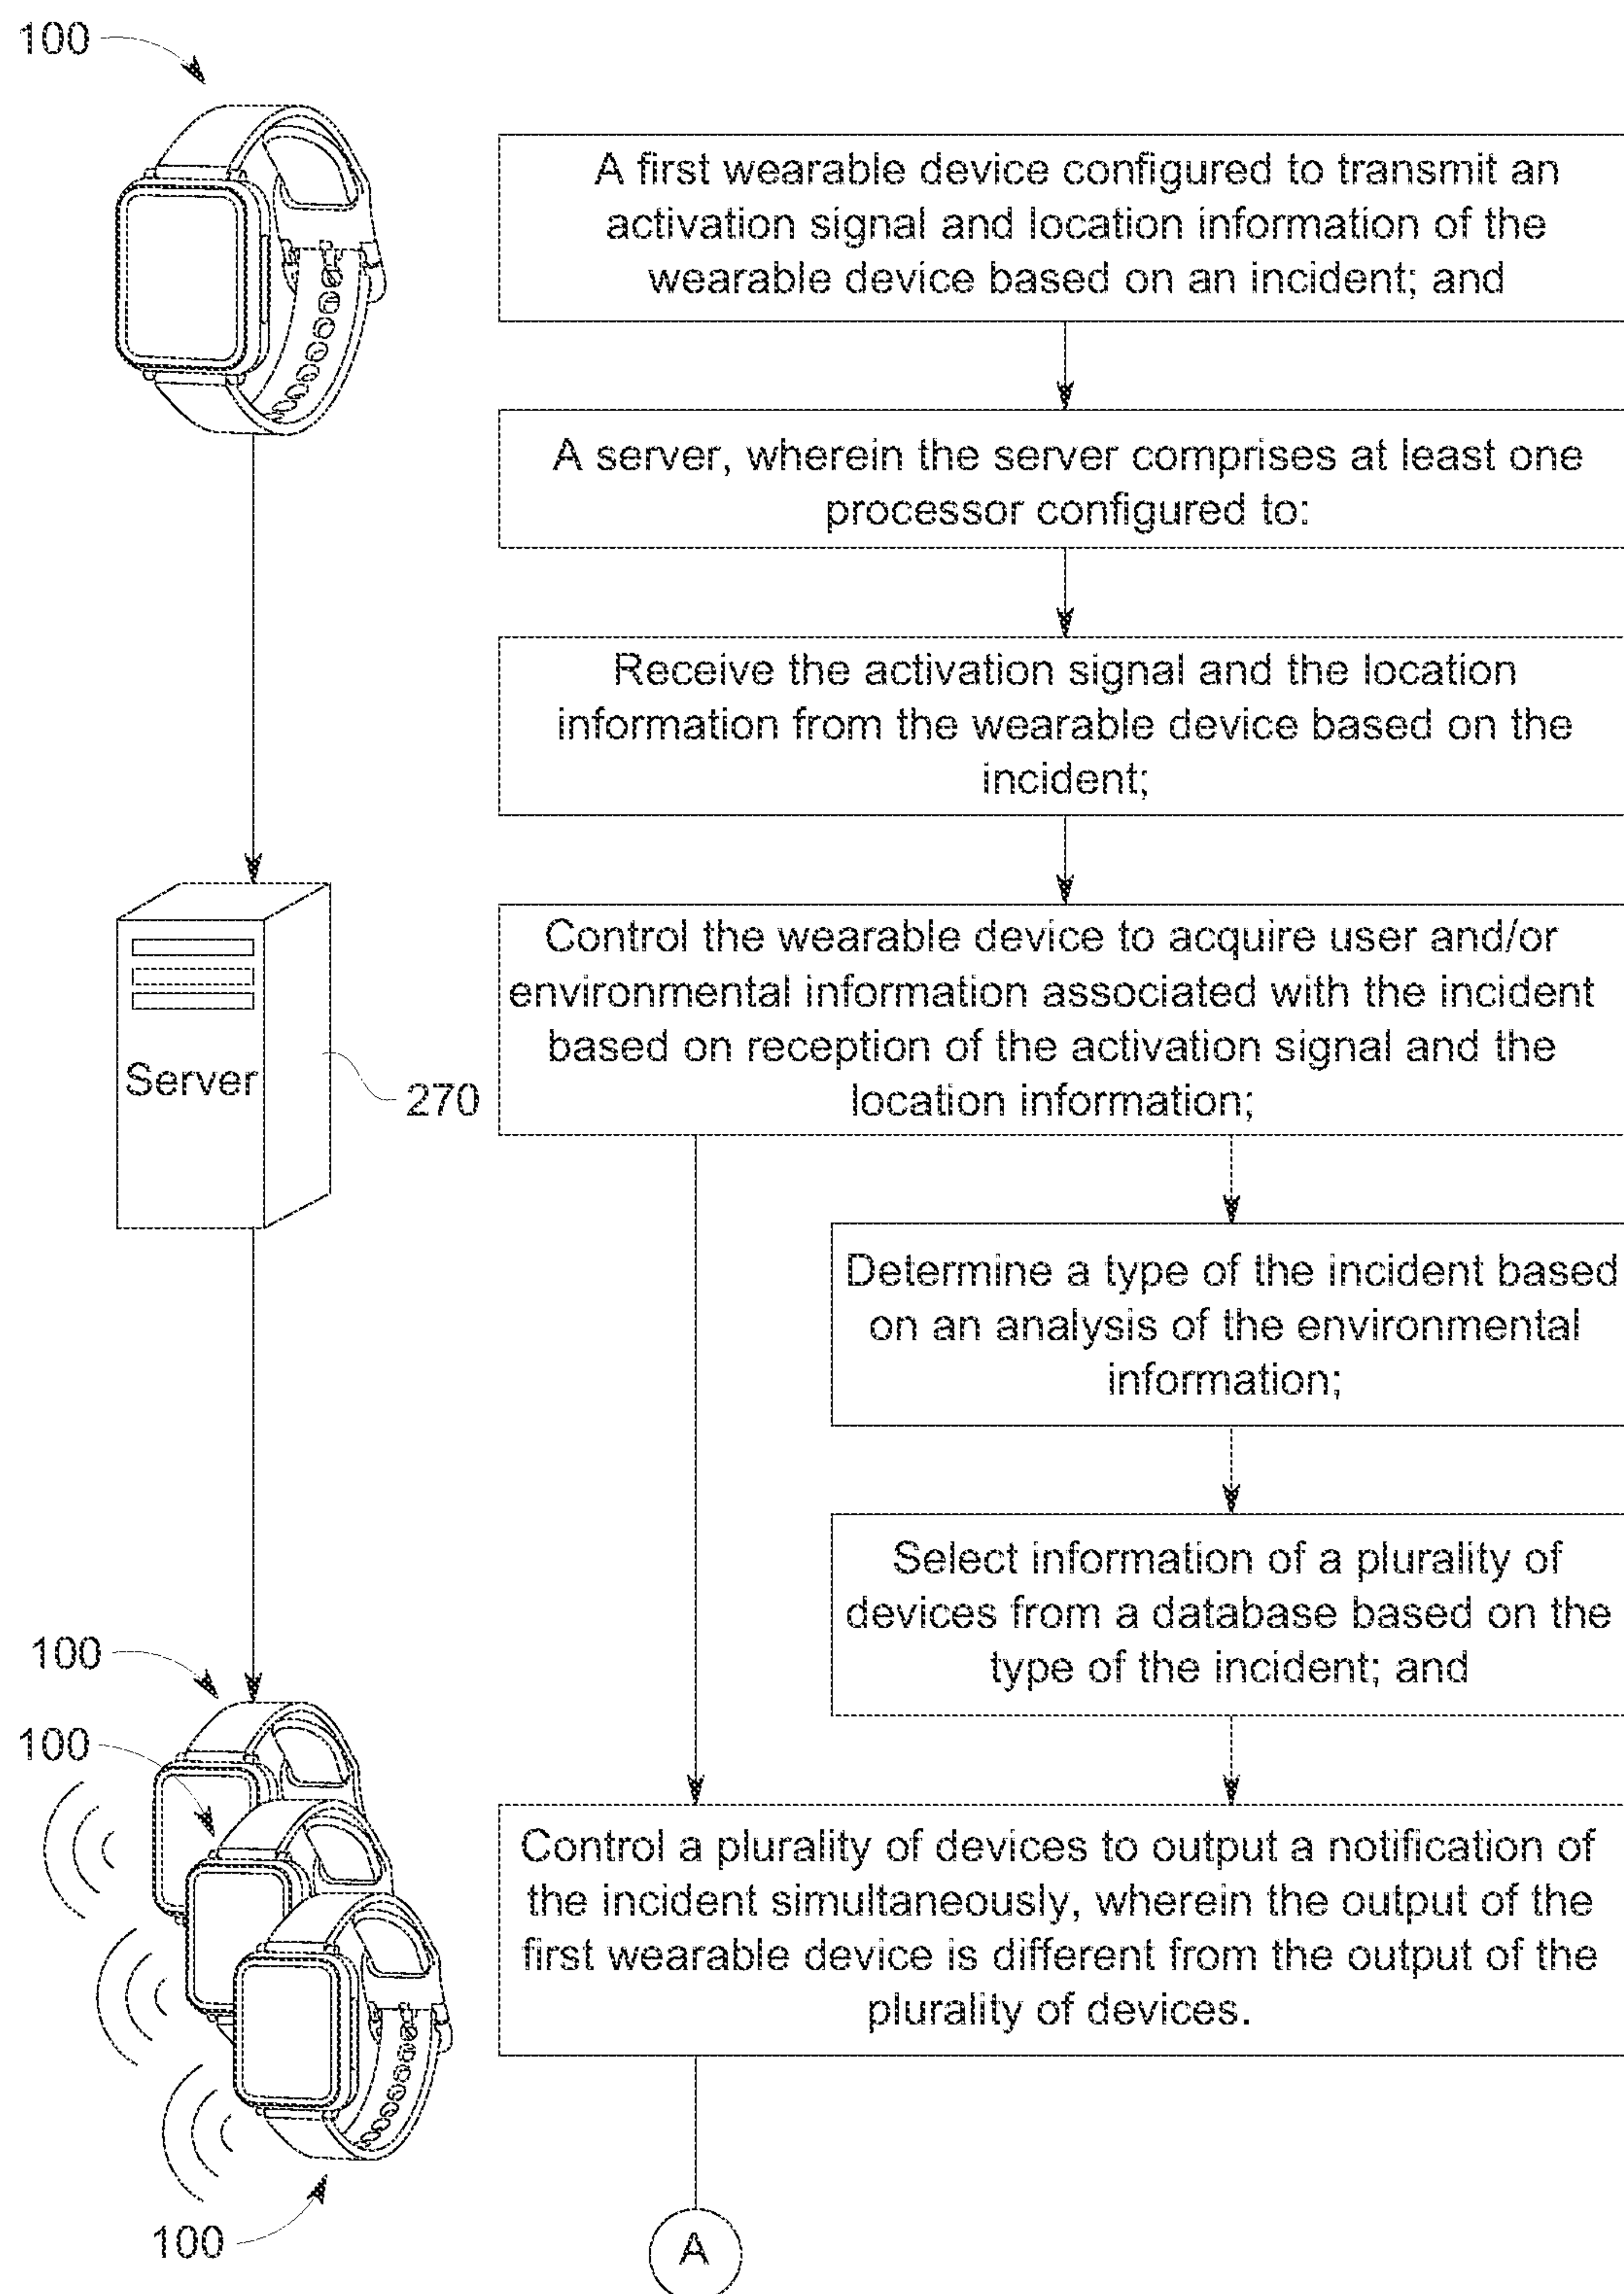 100
A first wearable device configured to transmit an
activation signal and location information of the
wearable device based on an incident; and
A server, wherein the server comprises at least one
processor configured to:
Receive the activation signal and the location
information from the wearable device based on the
incident;
Control the wearable device to acquire user and/or
environmental information associated with the incident
based on reception of the activation signal and the
location information;
Server
270
Determine a type of the incident based
on an analysis of the environmental
information;
Select information of a plurality of
devices from a database based on the
type of the incident; and
100
100
Control a plurality of devices to output a notification of
the incident simultaneously, wherein the output of the
first wearable device is different from the output of the
plurality of devices.
100
A